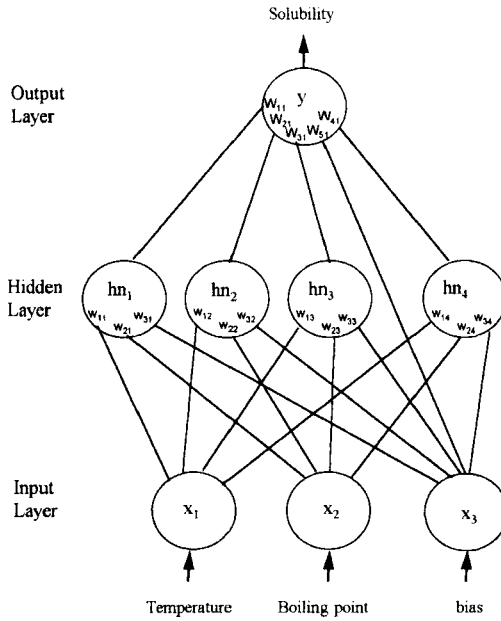 Solubility
Output
Layer
y
W11 W21 W31 W51 W41
Hidden
Layer
hn1
w11 w21 w31
hn2
w12 w22 w32
hn3
w13 w23 w33
hn4
w14 w24 w34
Input
Layer
x1
x2
x3
Temperature
Boiling point
bias